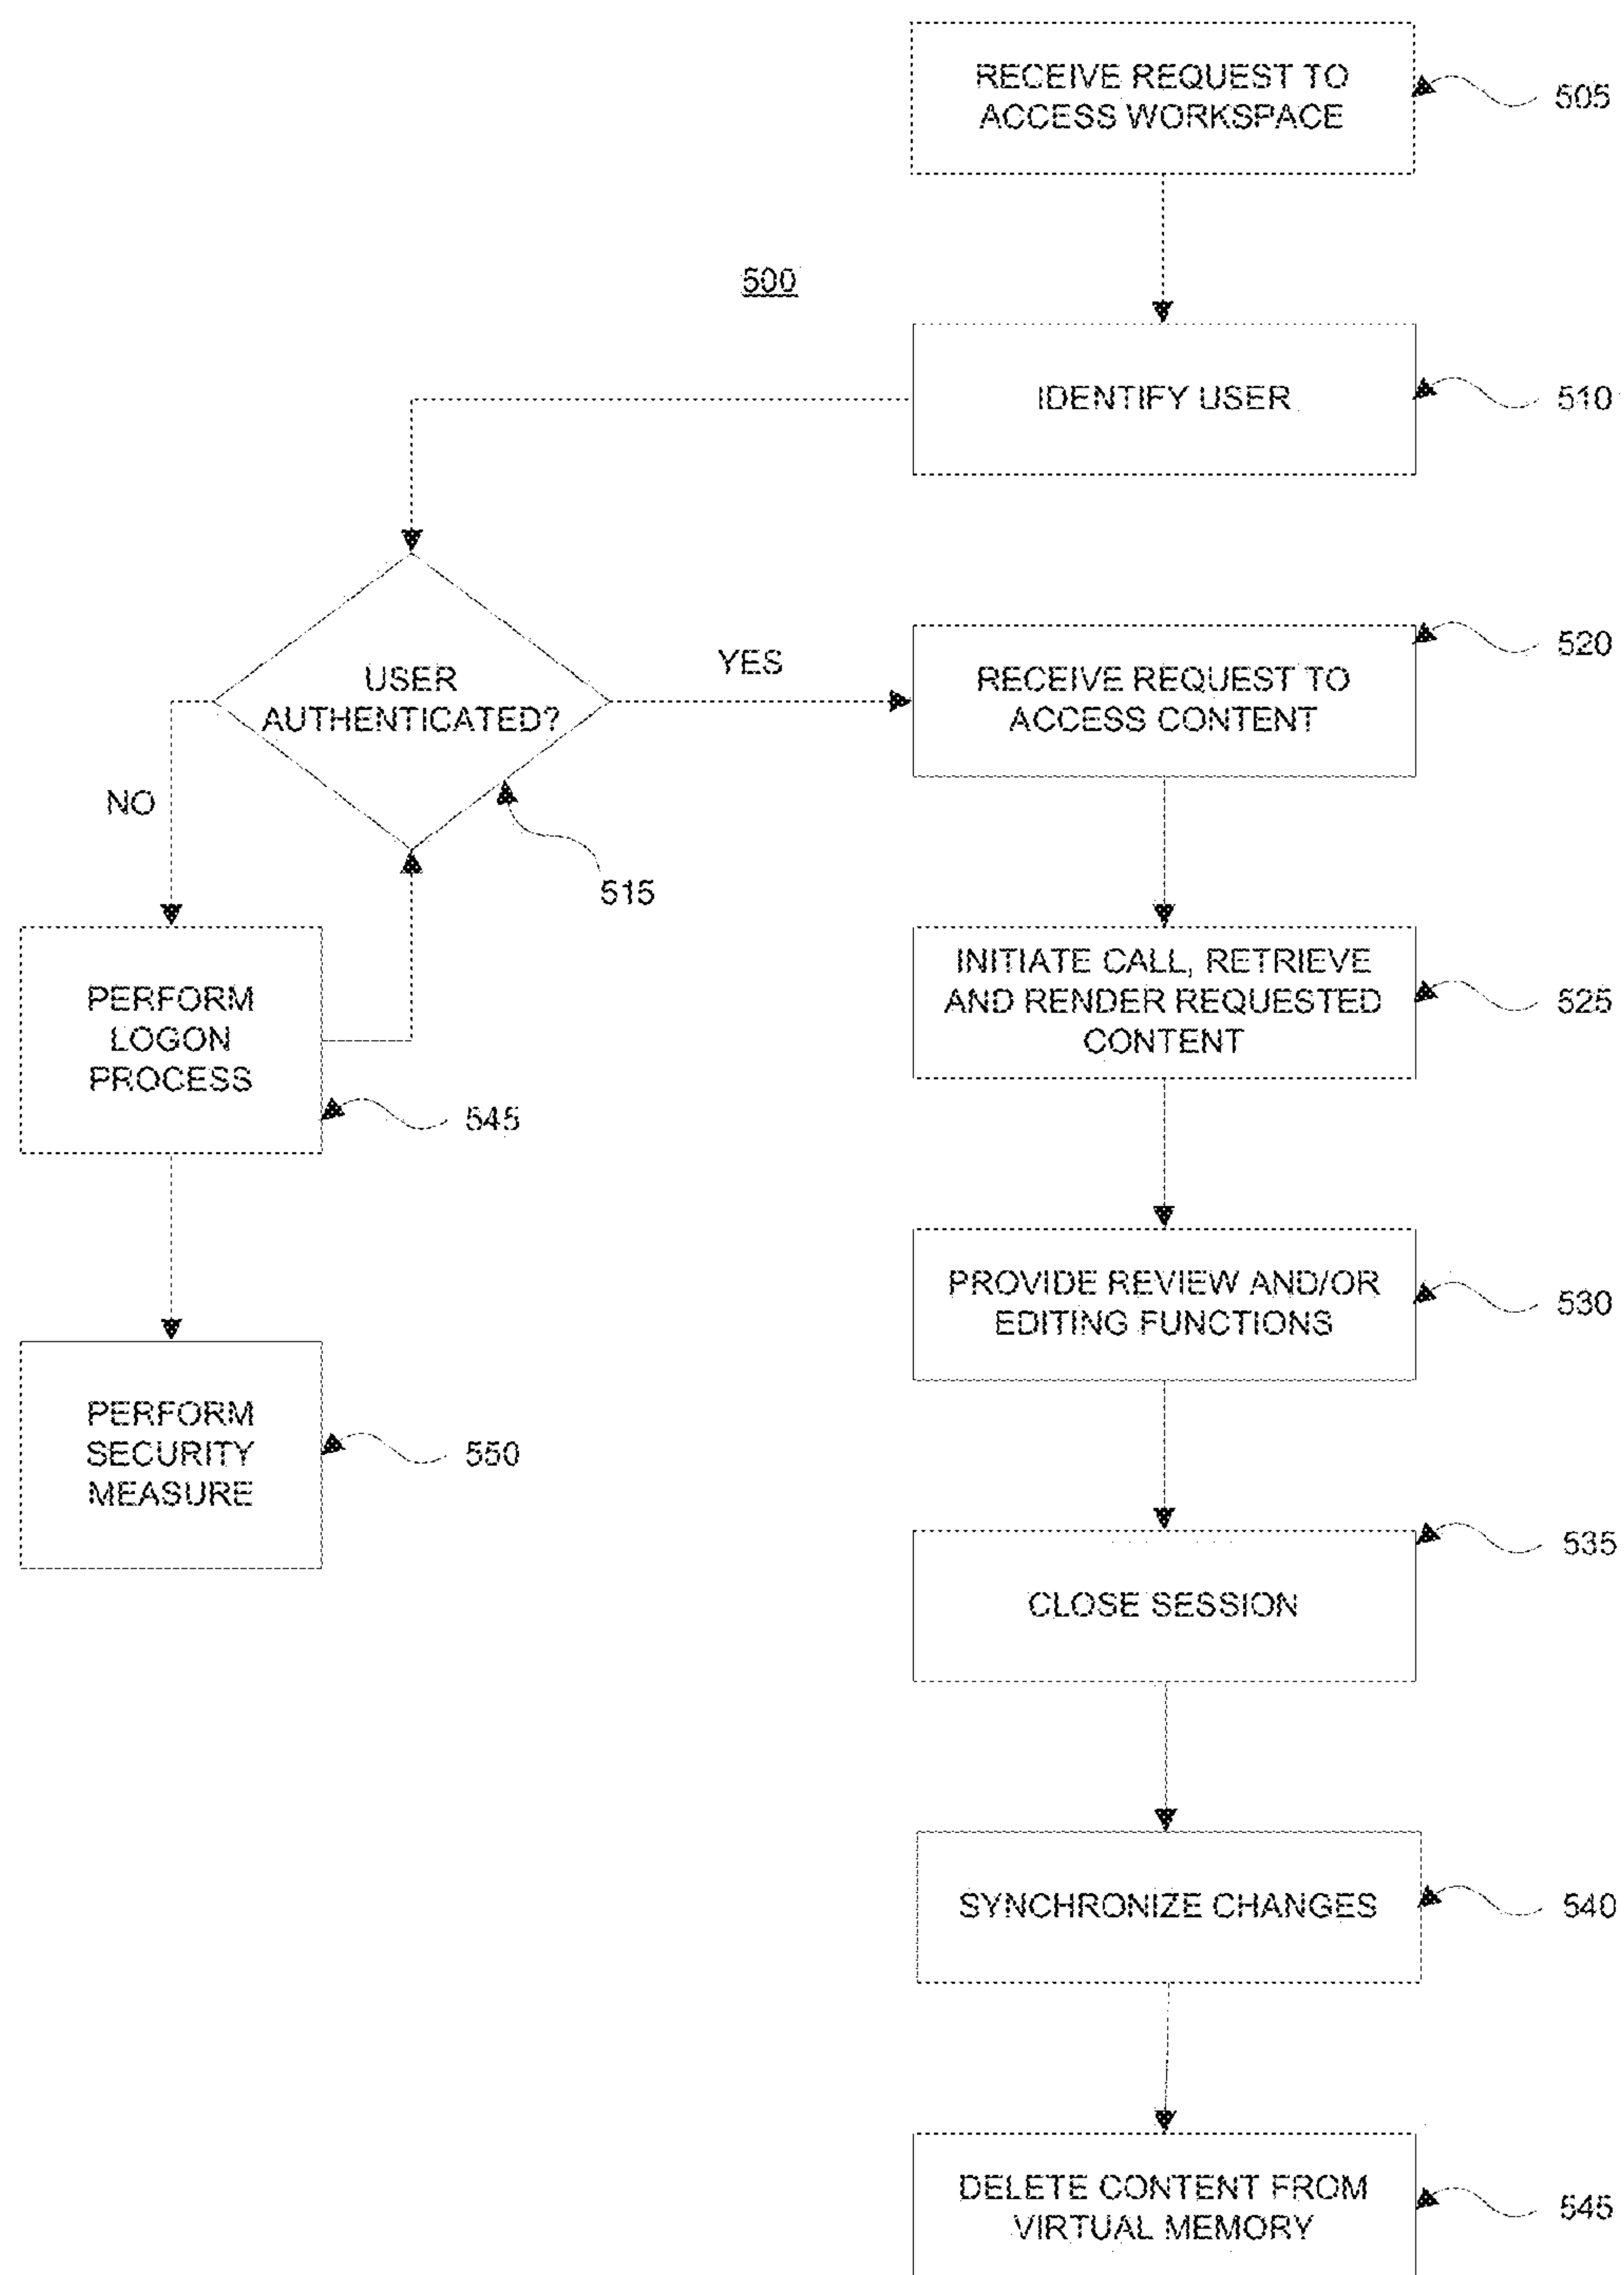 RECEIVE REQUEST TO
ACCESS WORKSPACE
505
500
IDENTIFY USER
510
USER
AUTHENTICATED?
515
YES
NO
RECEIVE REQUEST TO
ACCESS CONTENT
520
INITIATE CALL, RETRIEVE
AND RENDER REQUESTED
CONTENT
525
PERFORM
LOGON
PROCESS
545
PROVIDE REVIEW AND/OR
EDITING FUNCTIONS
530
PERFORM
SECURITY
MEASURE
550
CLOSE SESSION
535
SYNCHRONIZE CHANGES
540
DELETE CONTENT FROM
VIRTUAL MEMORY
545